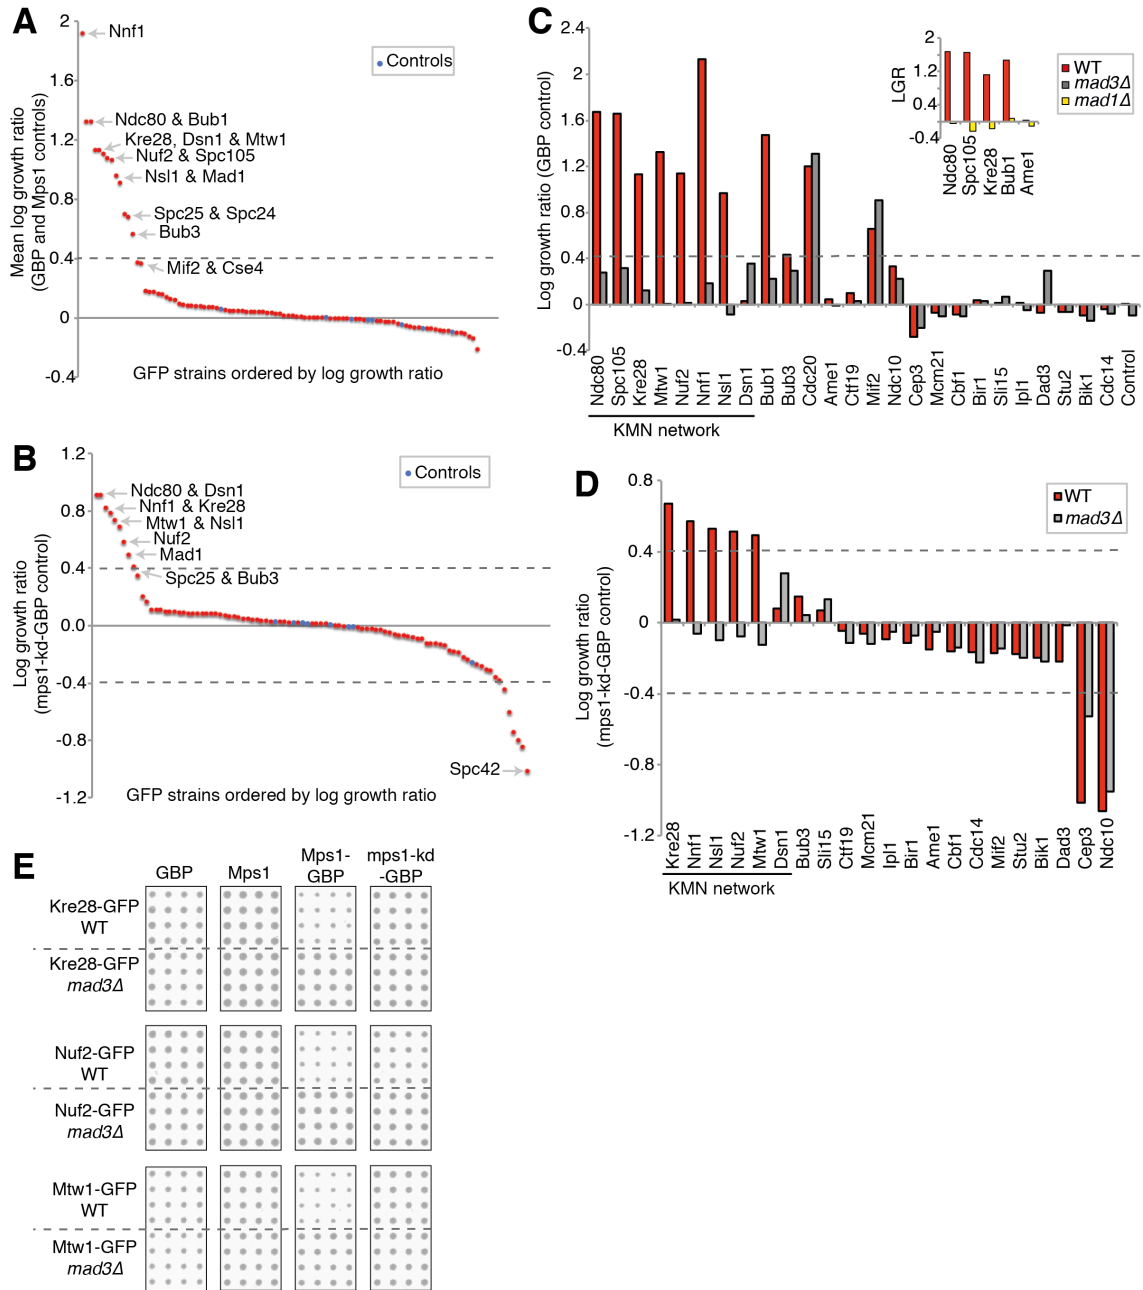 A
Mean log growth ratio
(GBP and Mps1 controls)
2
1.6
1.2
0.8
0.4
0
-0.4
Nnf1
Controls
Ndc80 & Bub1
Kre28, Dsn1 & Mtw1
Nuf2 & Spc105
Nsl1 & Mad1
Spc25 & Spc24
Bub3
Mif2 & Cse4
GFP strains ordered by log growth ratio
B
Log growth ratio
(mps1-kd-GBP control)
1.2
0.8
0.4
0.0
-0.4
-0.8
-1.2
Controls
Ndc80 & Dsn1
Nnf1 & Kre28
Mtw1 & Nsl1
Nuf2
Mad1
Spc25 & Bub3
Spc42
GFP strains ordered by log growth ratio
C
Log growth ratio (GBP control)
2.4
2
1.6
1.2
0.8
0.4
0
-0.4
LGR
2
1.2
0.4
-0.4
Ndc80
Spc105
Kre28
Bub1
Ame1
WT
mad3Δ
mad1Δ
Ndc80
Spc105
Kre28
Mtw1
Nuf2
Nnf1
Nsl1
Dsn1
Bub1
Bub3
Cdc20
Ame1
Ctf19
Mif2
Ndc10
Cep3
Mcm21
Cbf1
Bir1
Sli15
Ipl1
Dad3
Stu2
Bik1
Cdc14
Control
KMN network
D
Log growth ratio
(mps1-kd-GBP control)
0.8
0.4
0
-0.4
-0.8
-1.2
WT
mad3Δ
Kre28
Nnf1
Nsl1
Nuf2
Mtw1
Dsn1
Bub3
Sli15
Ctf19
Mcm21
Ipl1
Bir1
Ame1
Cbf1
Cdc14
Mif2
Stu2
Bik1
Dad3
Cep3
Ndc10
KMN network
E
GBP
Mps1
Mps1-
GBP
mps1-kd
-GBP
Kre28-GFP
WT
Kre28-GFP
mad3Δ
Nuf2-GFP
WT
Nuf2-GFP
mad3Δ
Mtw1-GFP
WT
Mtw1-GFP
mad3Δ